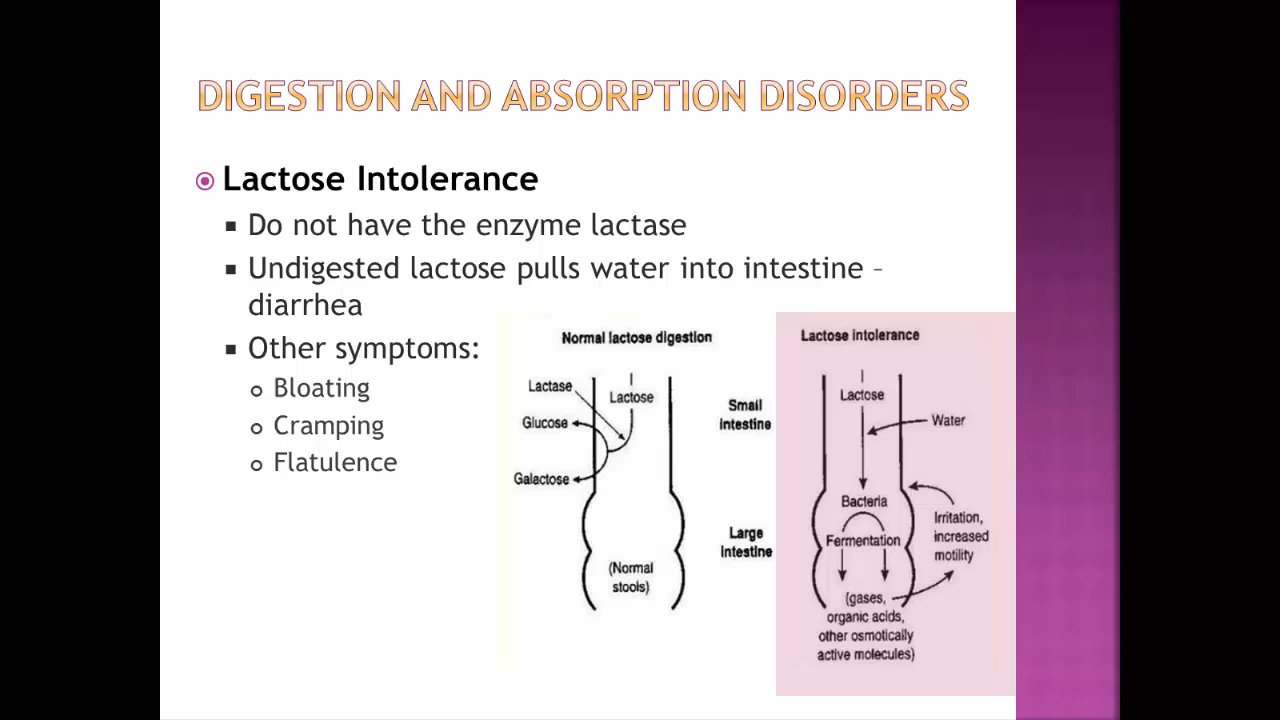 DIGESTION AND ABSORPTION DISORDERS
Lactose Intolerance
Do not have the enzyme lactase
Undigested lactose pulls water into intestine –
diarrhea
Other symptoms:
Bloating
Cramping
Flatulence
Normal lactose digestion
Lactase
Lactose
Glucose
Galactose
(Normal
stools)
Small
intestine
Large
intestine
Lactose intolerance
Lactose
Water
Bacteria
Fermentation
Irritation,
increased
motility
(gases,
organic acids,
other osmotically
active molecules)